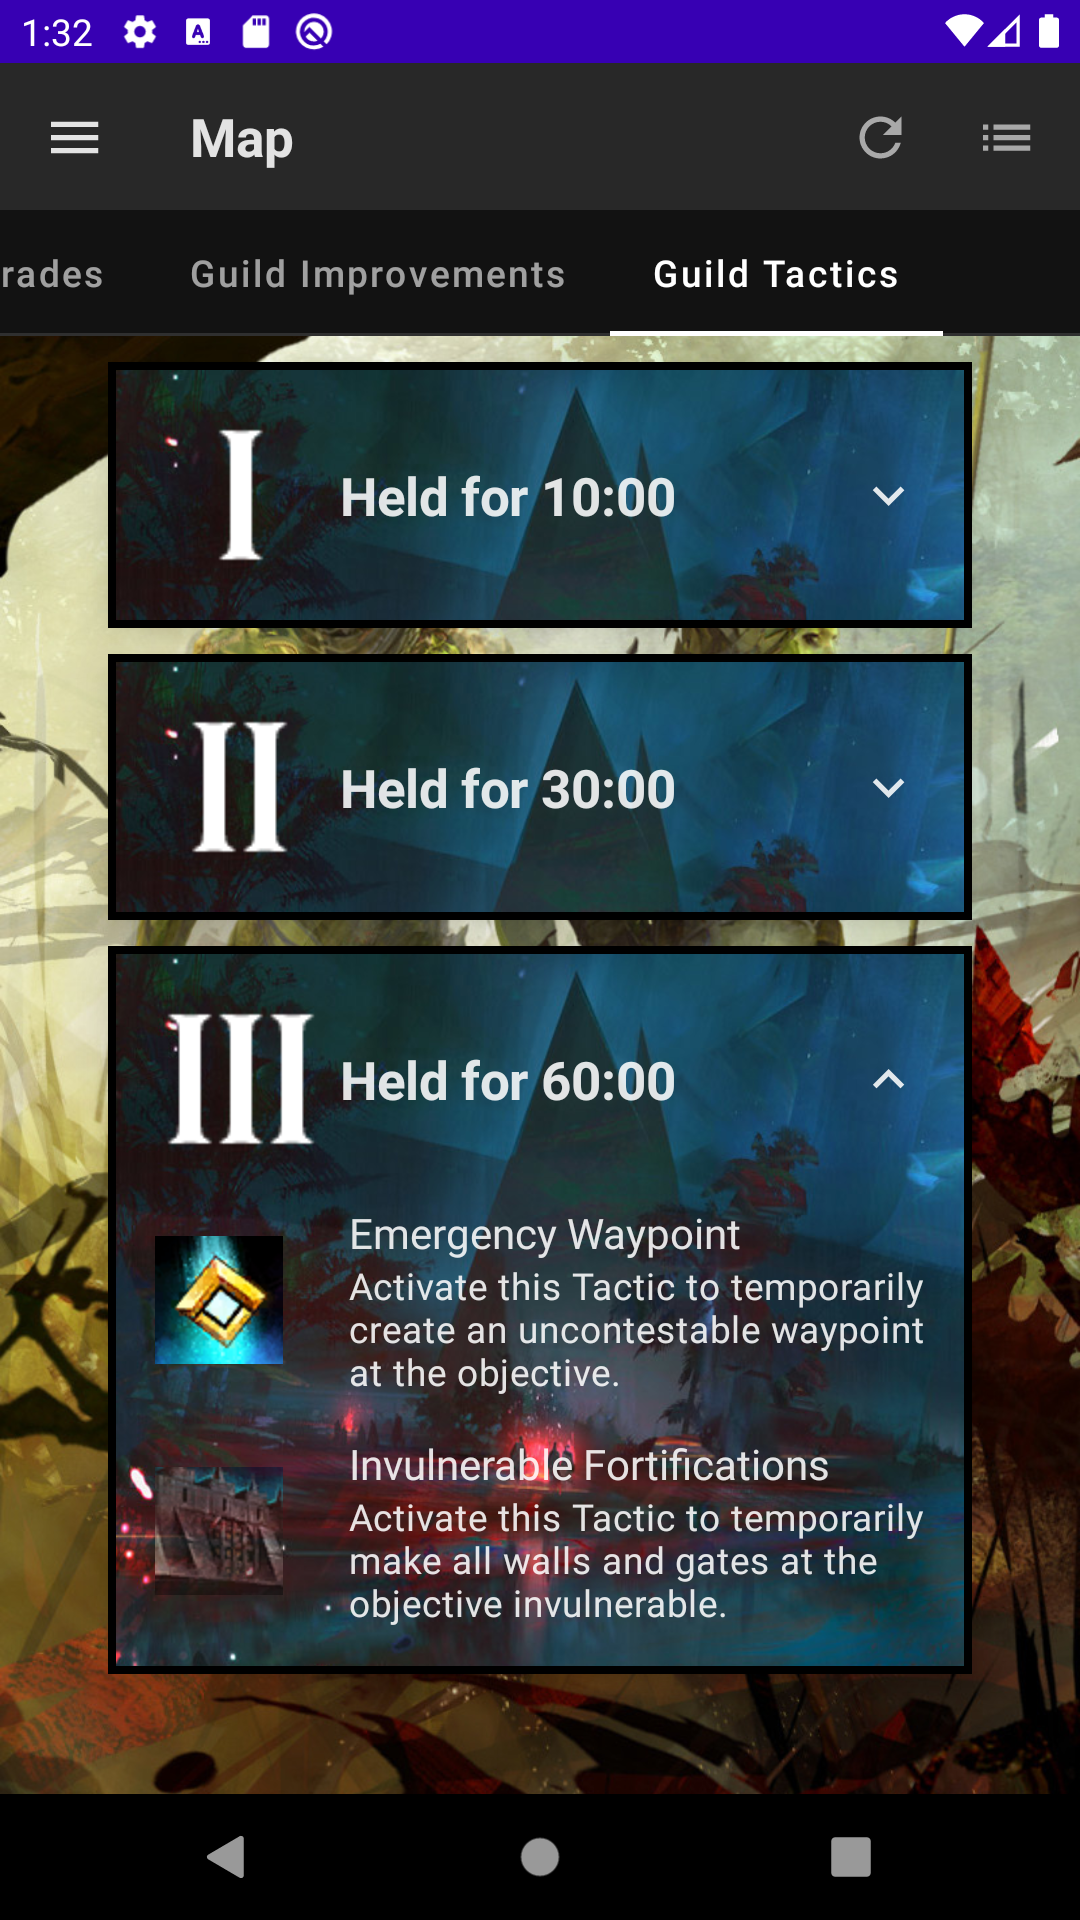 1:32
Map
rades
Guild Improvements
Guild Tactics
I
Held for 10:00
II
Held for 30:00
III
Held for 60:00
Emergency Waypoint
Activate this Tactic to temporarily
create an uncontestable waypoint
at the objective.
Invulnerable Fortifications
Activate this Tactic to temporarily
make all walls and gates at the
objective invulnerable.